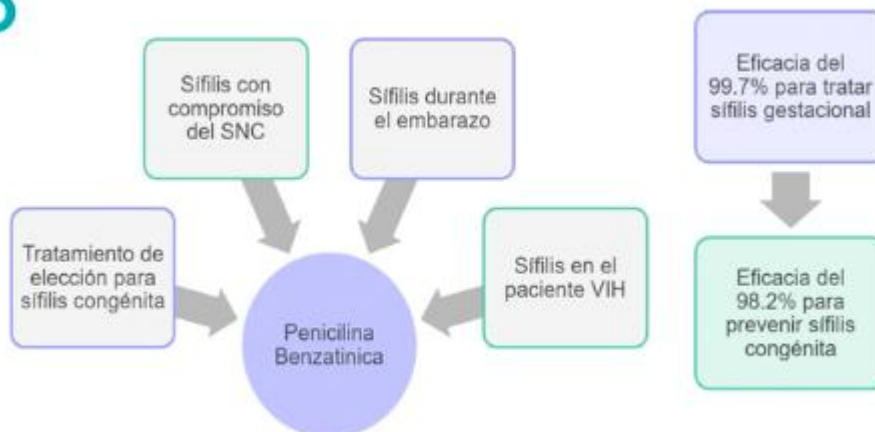 Sífilis con
compromiso
del SNC
Sífilis durante
el embarazo
Tratamiento de
elección para
sífilis congénita
Sífilis en el
paciente VIH
Penicilina
Benzatinica
Eficacia del
99.7% para tratar
sífilis gestacional
Eficacia del
98.2% para
prevenir sífilis
congénita